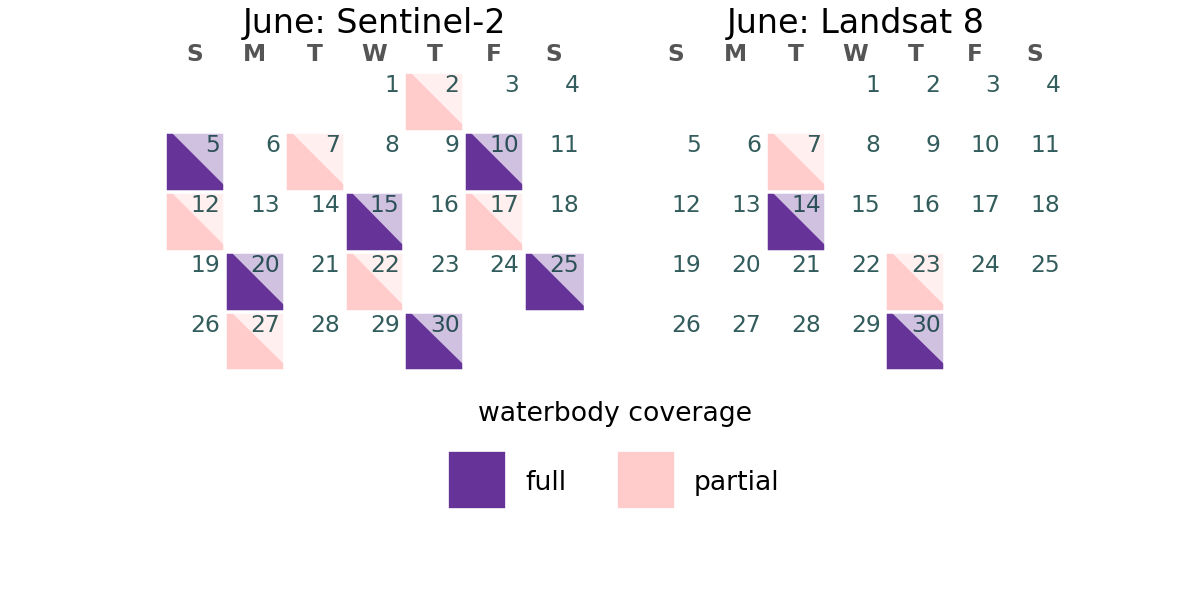 June: Sentinel-2
S M T W T F S
1 2 3 4
5 6 7 8 9 10 11
12 13 14 15 16 17 18
19 20 21 22 23 24 25
26 27 28 29 30
June: Landsat 8
S M T W T F S
1 2 3 4
5 6 7 8 9 10 11
12 13 14 15 16 17 18
19 20 21 22 23 24 25
26 27 28 29 30
waterbody coverage
full partial